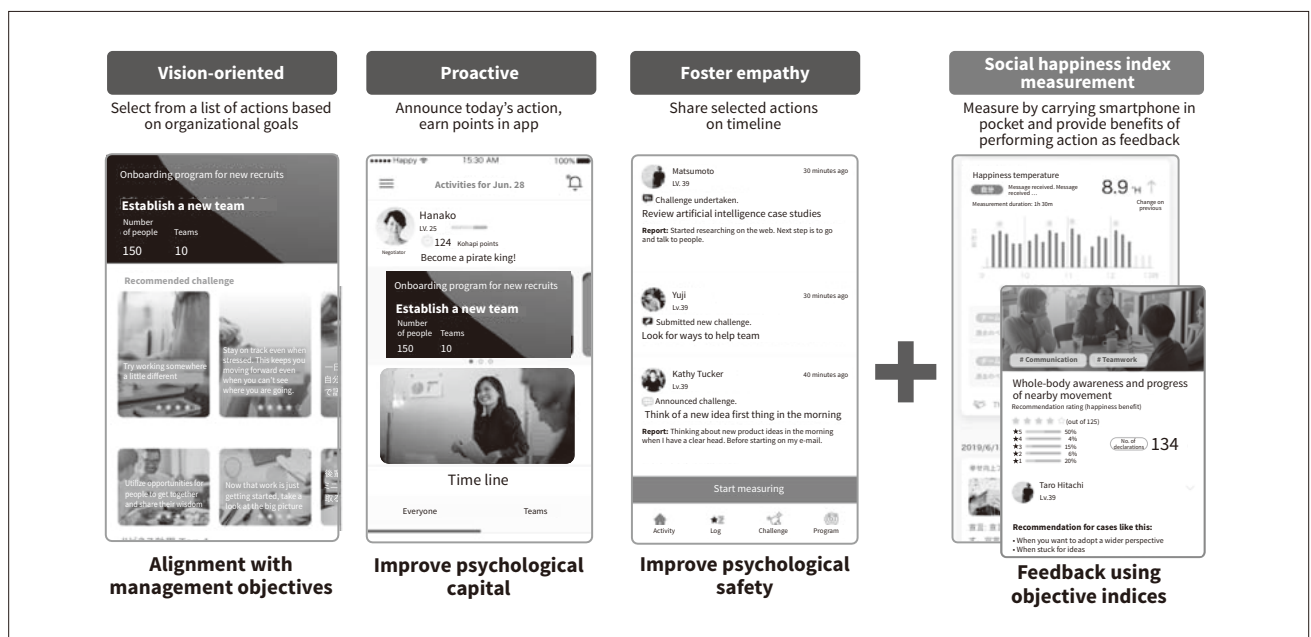 Vision-oriented
Select from a list of actions based
on organizational goals
Onboarding program for new recruits
Establish a new team
Number
of people Teams
150 10
Recommended challenge
Try working somewhere
a little different
Stay on track even when
stressed. This keeps you
moving forward even
when you can't see
where you are going.
Utilize opportunities for
people to get together
and share their wisdom
Now that work is just
getting started, take a
look at the big picture
Alignment with
management objectives
Proactive
Announce today's action,
earn points in app
Happy 15:30 AM 100%
Activities for Jun. 28
Hanako
LV. 25
124 Kohapi points
Negotiator
Become a pirate king!
Onboarding program for new recruits
Establish a new team
Number
of people Teams
150 10
Time line
Everyone Teams
Improve psychological
capital
Foster empathy
Share selected actions
on timeline
Matsumoto 30 minutes ago
LV. 39
Challenge undertaken.
Review artificial intelligence case studies
Report: Started researching on the web. Next step is to go
and talk to people.
Yuji 30 minutes ago
Lv.39
Submitted new challenge.
Look for ways to help team
Kathy Tucker 40 minutes ago
Lv.39
Announced challenge.
Think of a new idea first thing in the morning
Report: Thinking about new product ideas in the morning
when I have a clear head. Before starting on my e-mail.
Start measuring
Activity Log Challenge Program
Improve psychological
safety
Social happiness index
measurement
Measure by carrying smartphone in
pocket and provide benefits of
performing action as feedback
Happiness temperature
Message received. Message
received ...
8.9 °H ↑
Measurement duration: 1h 30m
Change on
previous
9 10 11 12
2019/6/1
# Communication # Teamwork
Whole-body awareness and progress
of nearby movement
Recommendation rating (happiness benefit)
★★★★☆ (out of 125)
★5 50%
★4 4%
★3 15%
★2 6%
★1 20%
No. of
declarations 134
Taro Hitachi
Lv.39
Recommendation for cases like this:
• When you want to adopt a wider perspective
• When stuck for ideas
Feedback using
objective indices